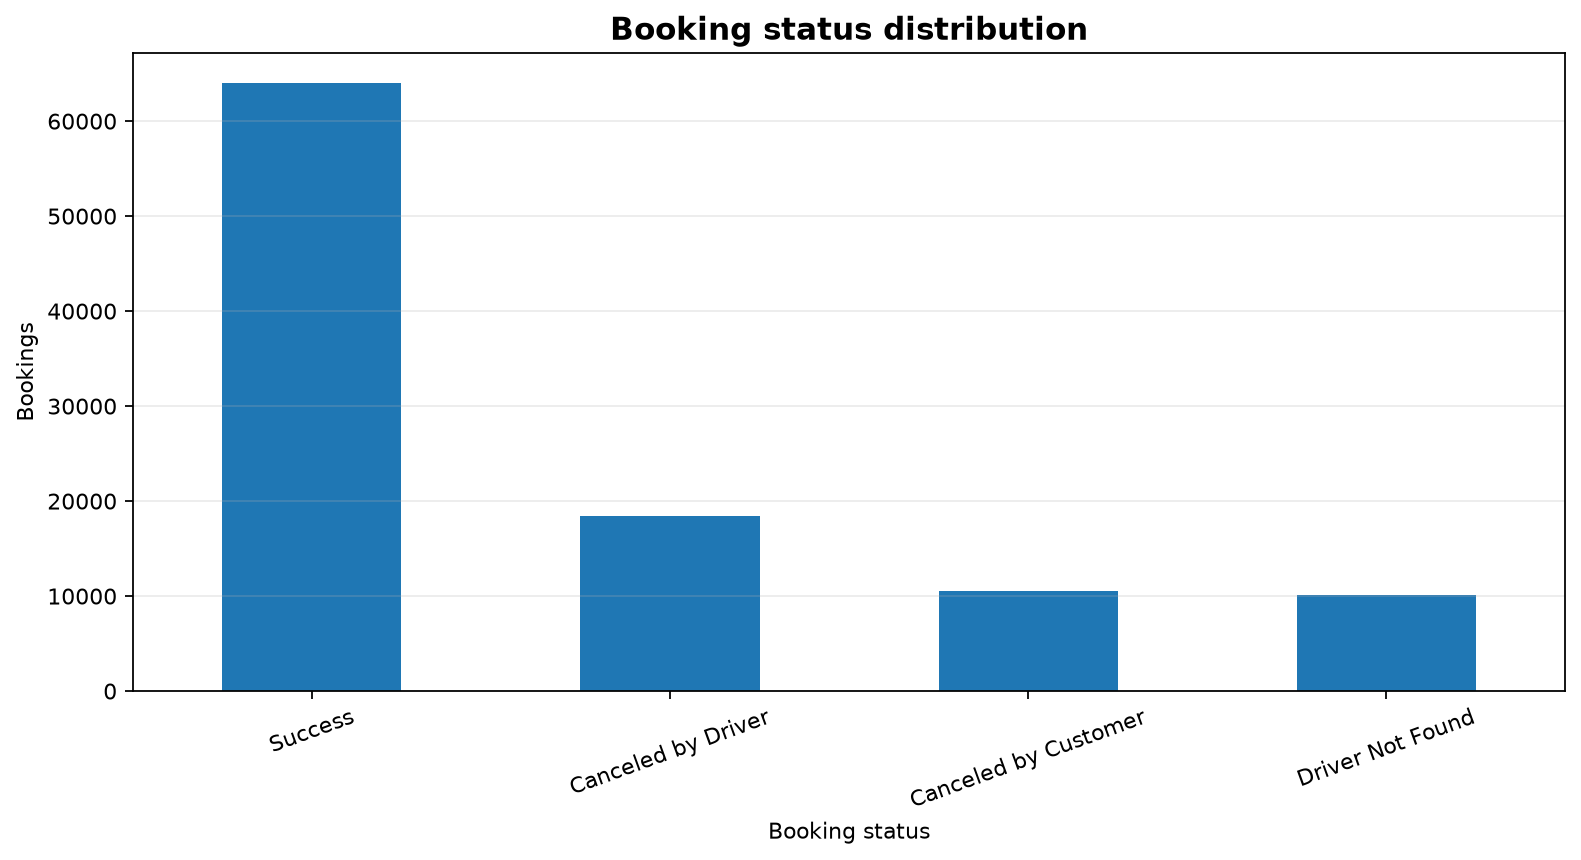 Booking status distribution
Bookings
60000
50000
40000
30000
20000
10000
0
Success
Canceled by Driver
Canceled by Customer
Driver Not Found
Booking status